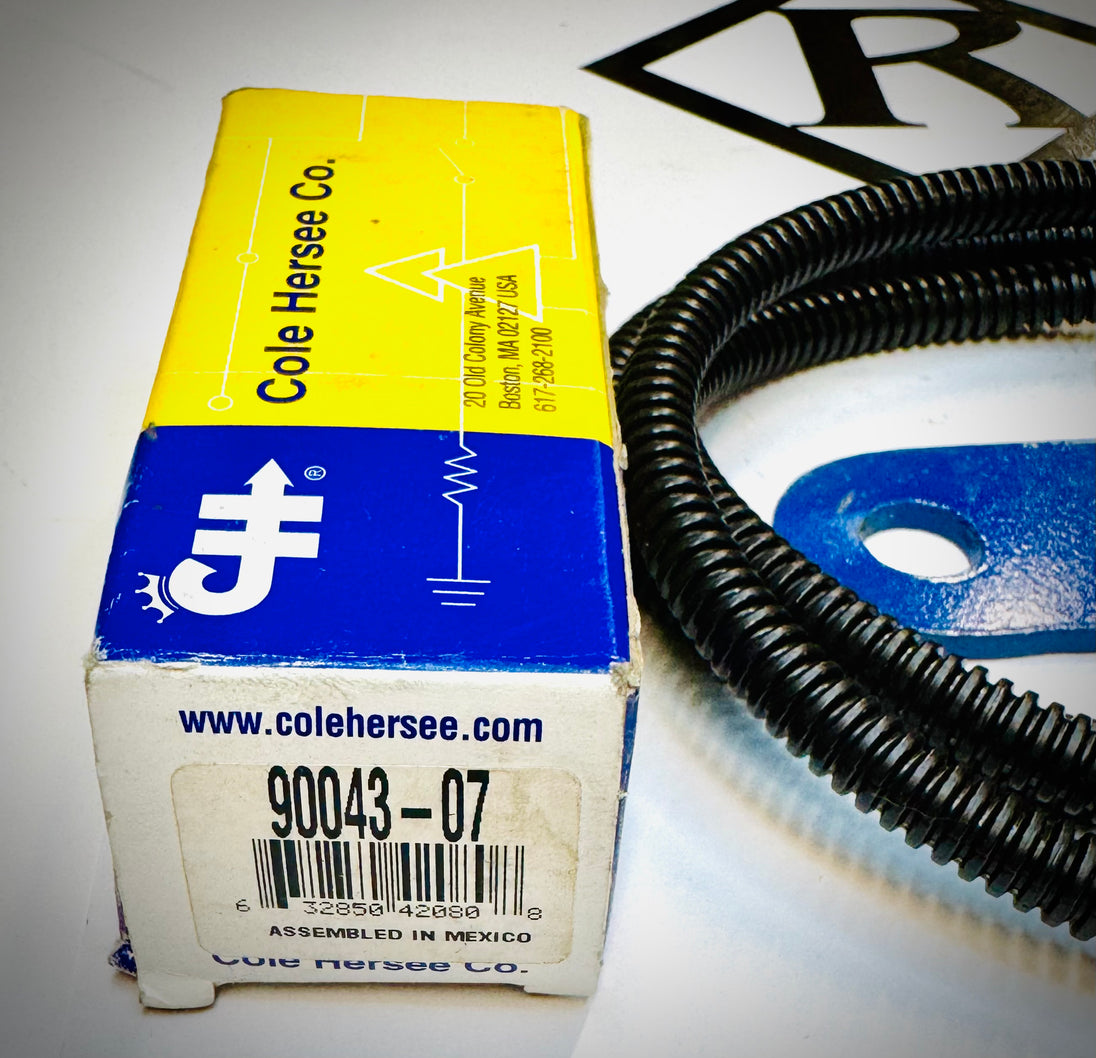 R
Cole Hersee Co.
20 Old Colony Avenue
Boston, MA 02127 USA
617-268-2100
®
www.colehersee.com
90043-07
6 32850 42080 8
ASSEMBLED IN MEXICO
Cole Hersee Co.